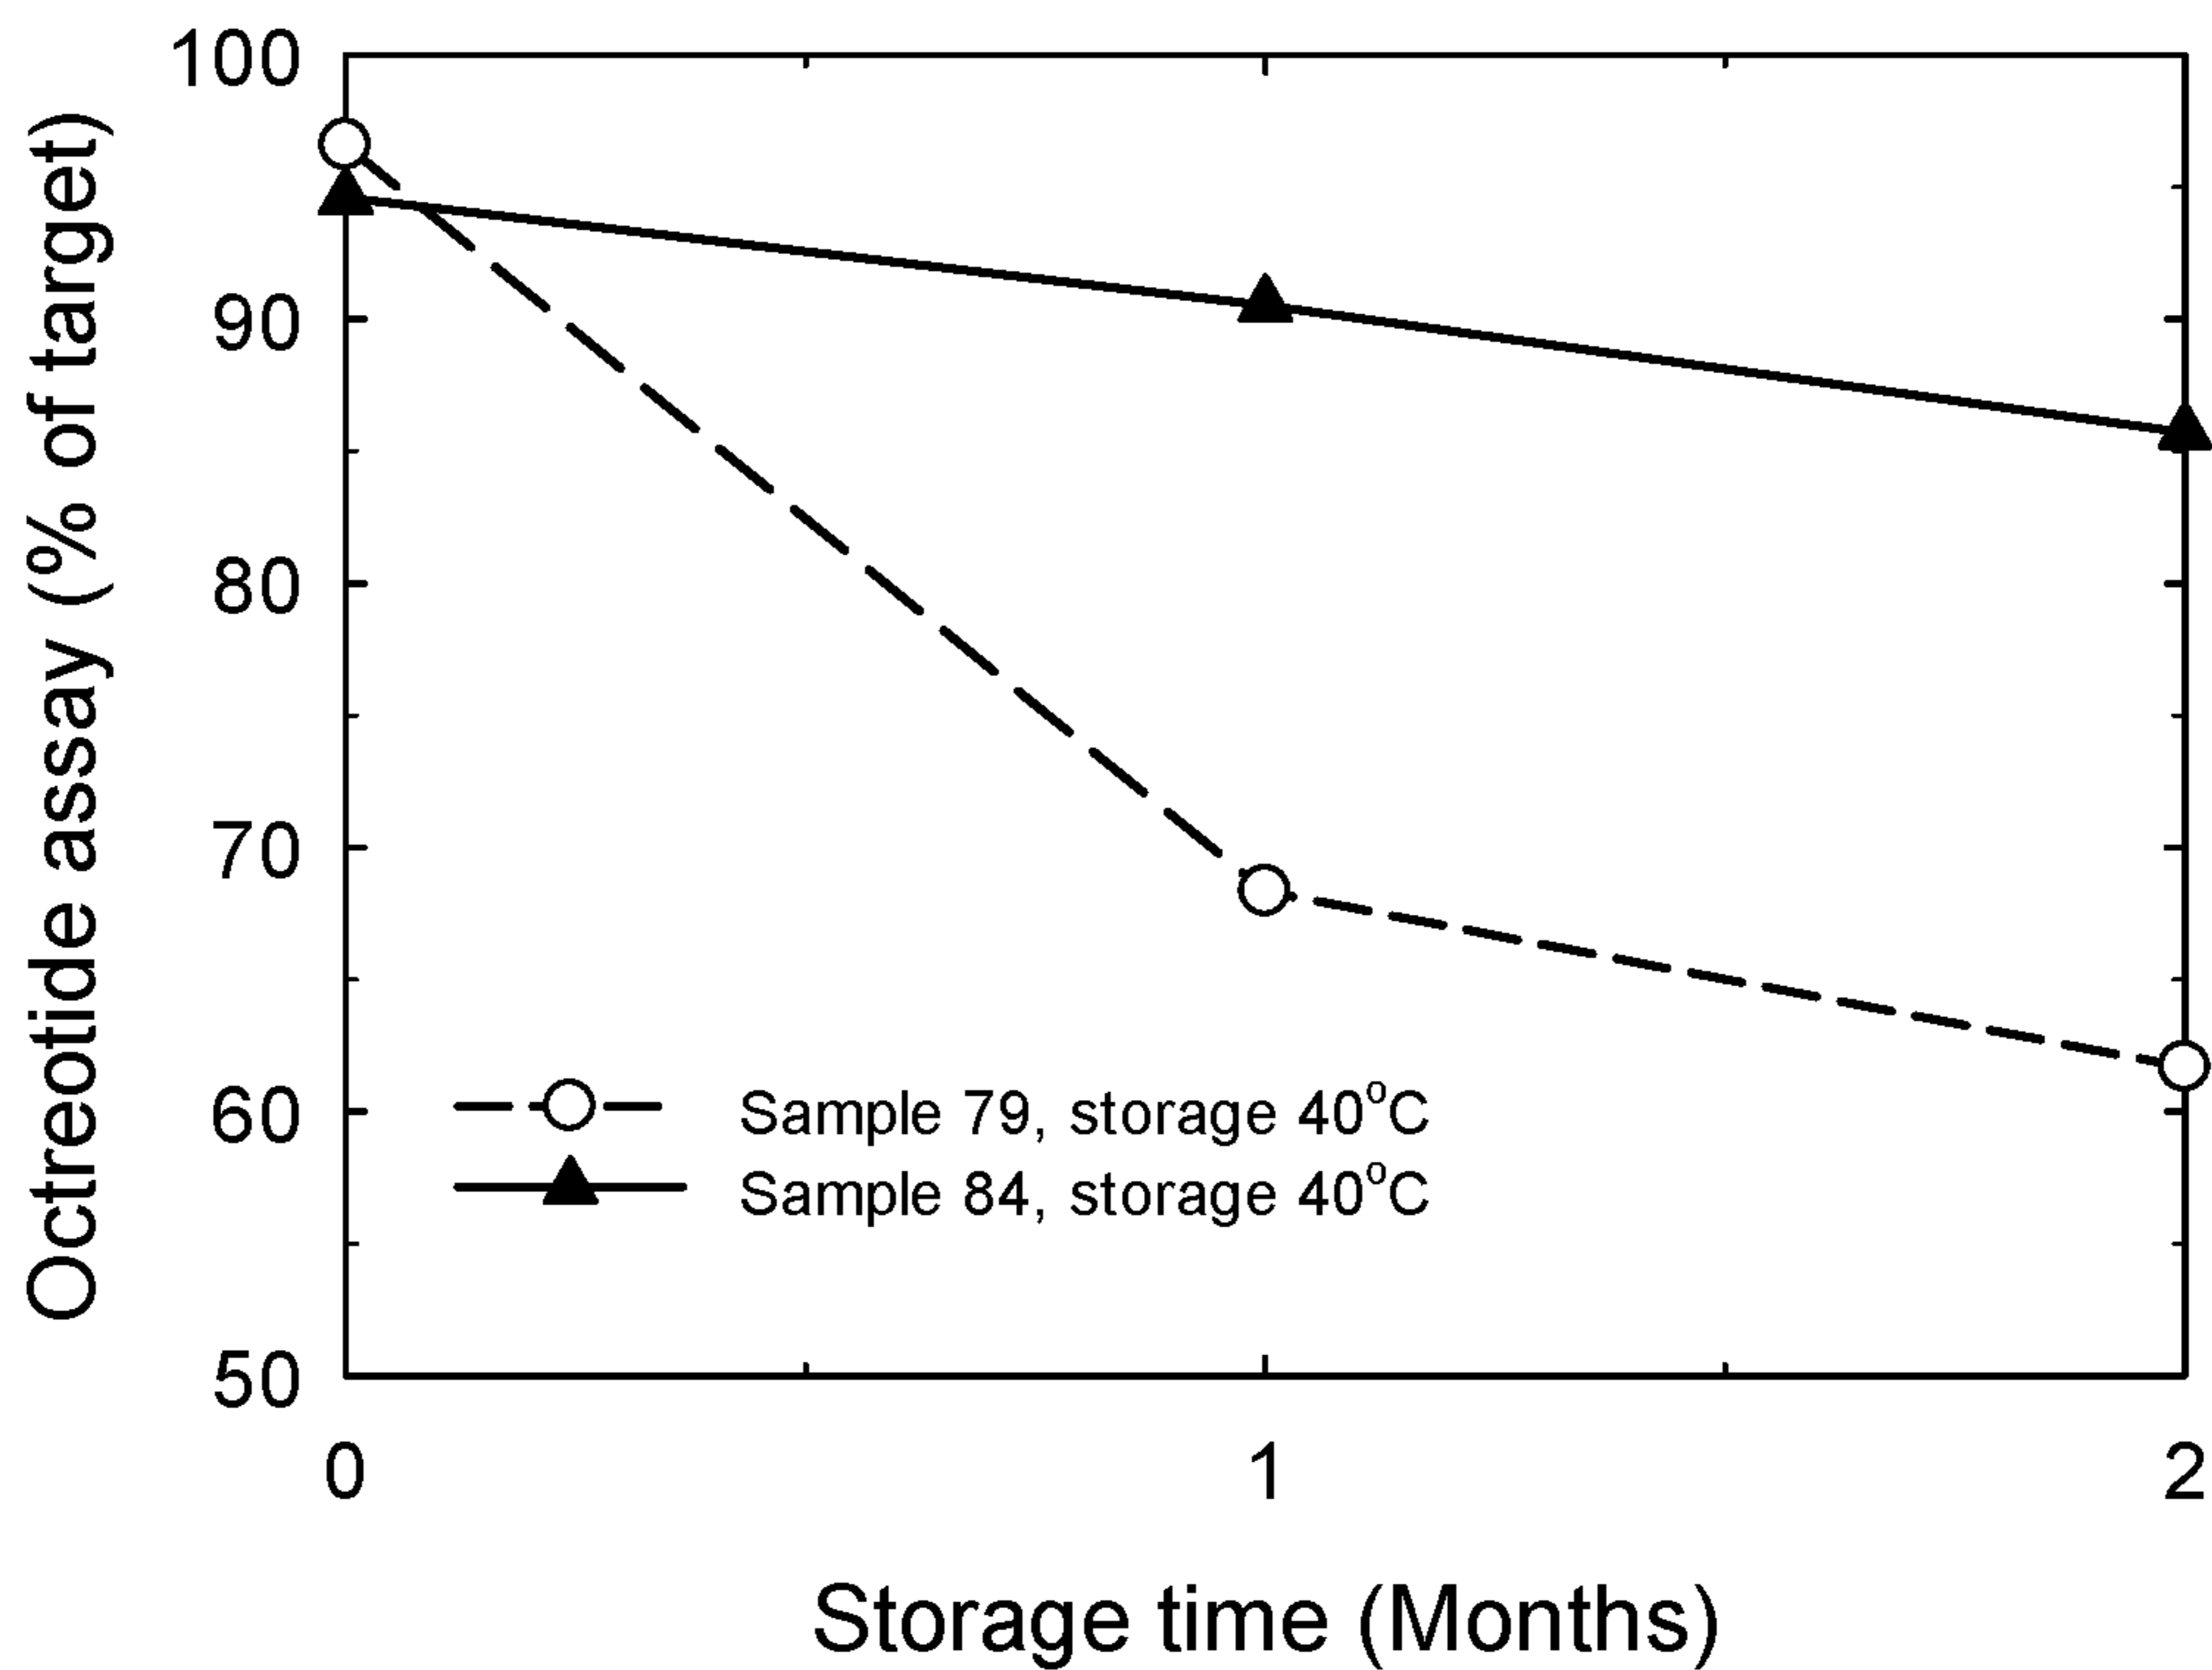 Octreotide assay (% of target)
100
90
80
70
60
50
Sample 79, storage 40°C
Sample 84, storage 40°C
0 1 2
Storage time (Months)